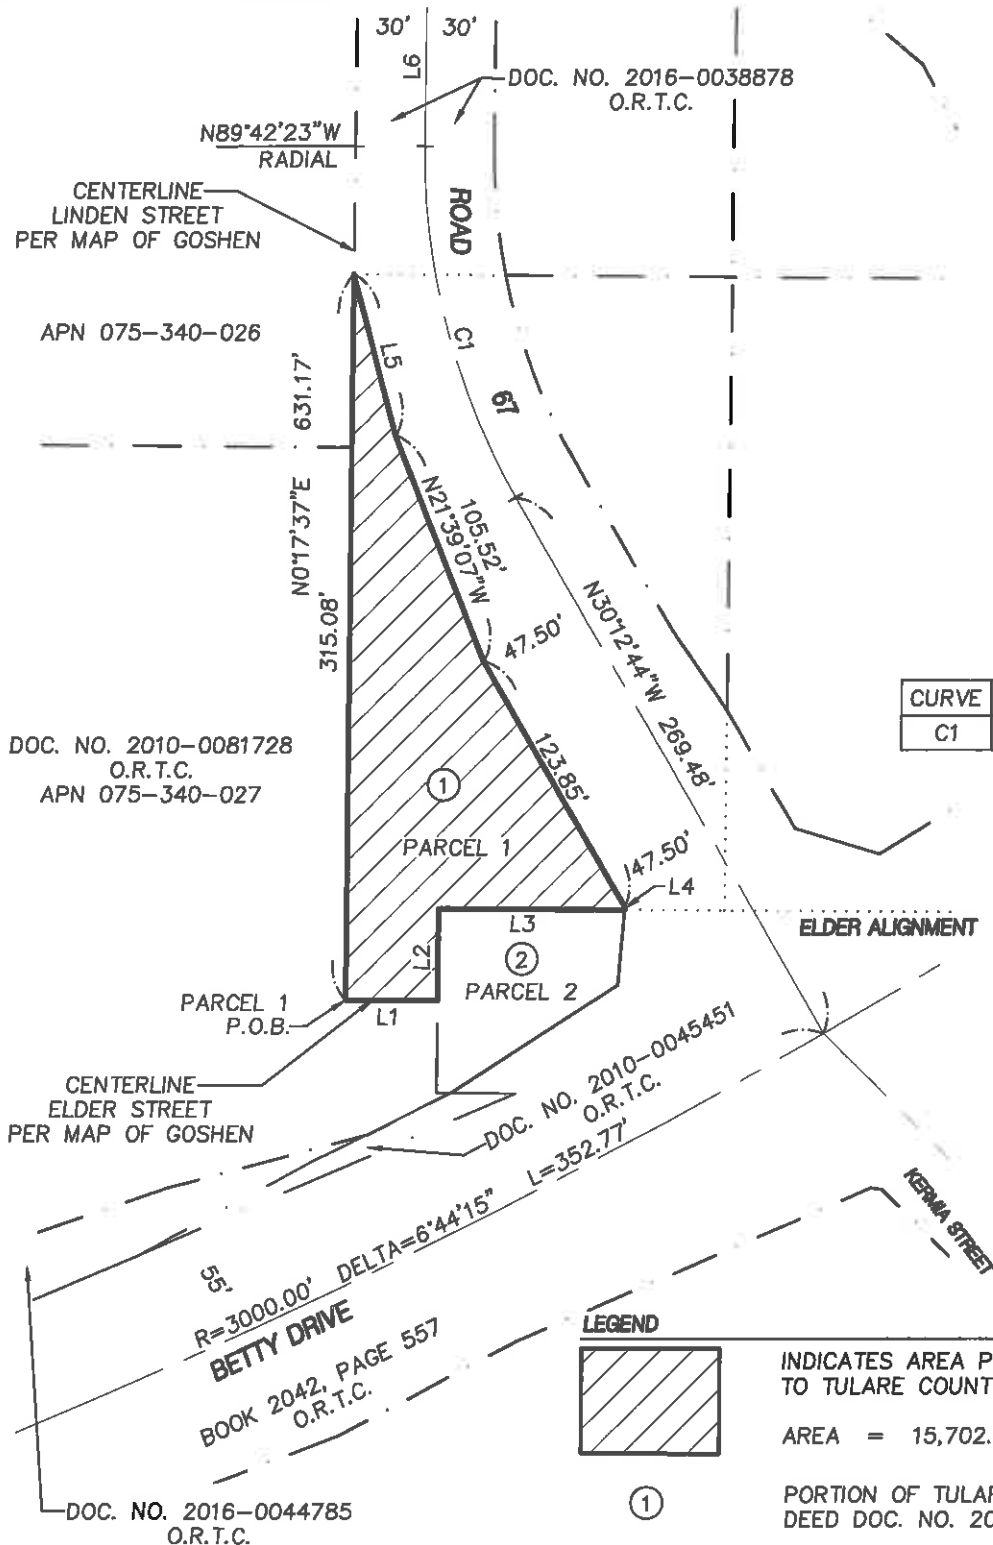 30' 30'
L6
DOC. NO. 2016-0038878
O.R.T.C.
N89°42'23"W
RADIAL
CENTERLINE
LINDEN STREET
PER MAP OF GOSHEN
ROAD
APN 075-340-026
L5
C1
631.17'
67
N0°17'37"E
105.52'
N21°39'07"W
315.08'
47.50'
N30°12'44"W 269.48'
CURVE
C1
DOC. NO. 2010-0081728
O.R.T.C.
APN 075-340-027
123.85'
1
PARCEL 1
47.50'
L4
L3
ELDER ALIGNMENT
L2
2
PARCEL 2
PARCEL 1
P.O.B.
L1
CENTERLINE
ELDER STREET
PER MAP OF GOSHEN
DOC. NO. 2010-0045451
O.R.T.C.
KERMIA STREET
55'
R=3000.00' DELTA=6°44'15" L=352.77'
BETTY DRIVE
BOOK 2042, PAGE 557
O.R.T.C.
LEGEND
INDICATES AREA P
TO TULARE COUNT
AREA = 15,702.
1
PORTION OF TULAR
DEED DOC. NO. 20
DOC. NO. 2016-0044785
O.R.T.C.